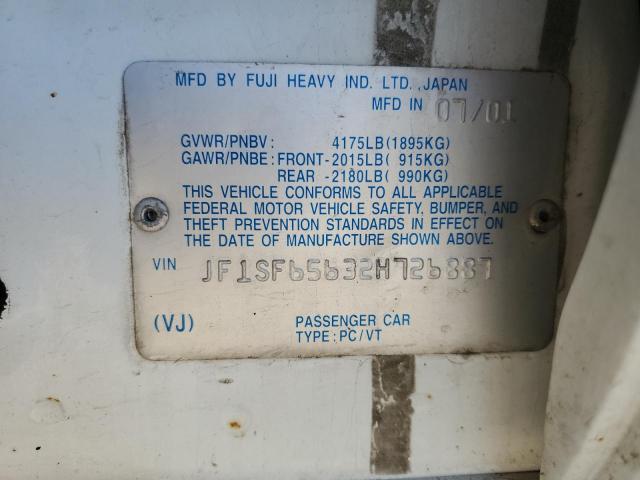 MFD BY FUJI HEAVY IND. LTD., JAPAN
MFD IN 07/01
GVWR/PNBV: 4175LB(1895KG)
GAWR/PNBE: FRONT-2015LB( 915KG)
REAR -2180LB( 990KG)
THIS VEHICLE CONFORMS TO ALL APPLICABLE
FEDERAL MOTOR VEHICLE SAFETY, BUMPER, AND
THEFT PREVENTION STANDARDS IN EFFECT ON
THE DATE OF MANUFACTURE SHOWN ABOVE.
VIN JF1SF65632H726887
(VJ) PASSENGER CAR
TYPE: PC/VT